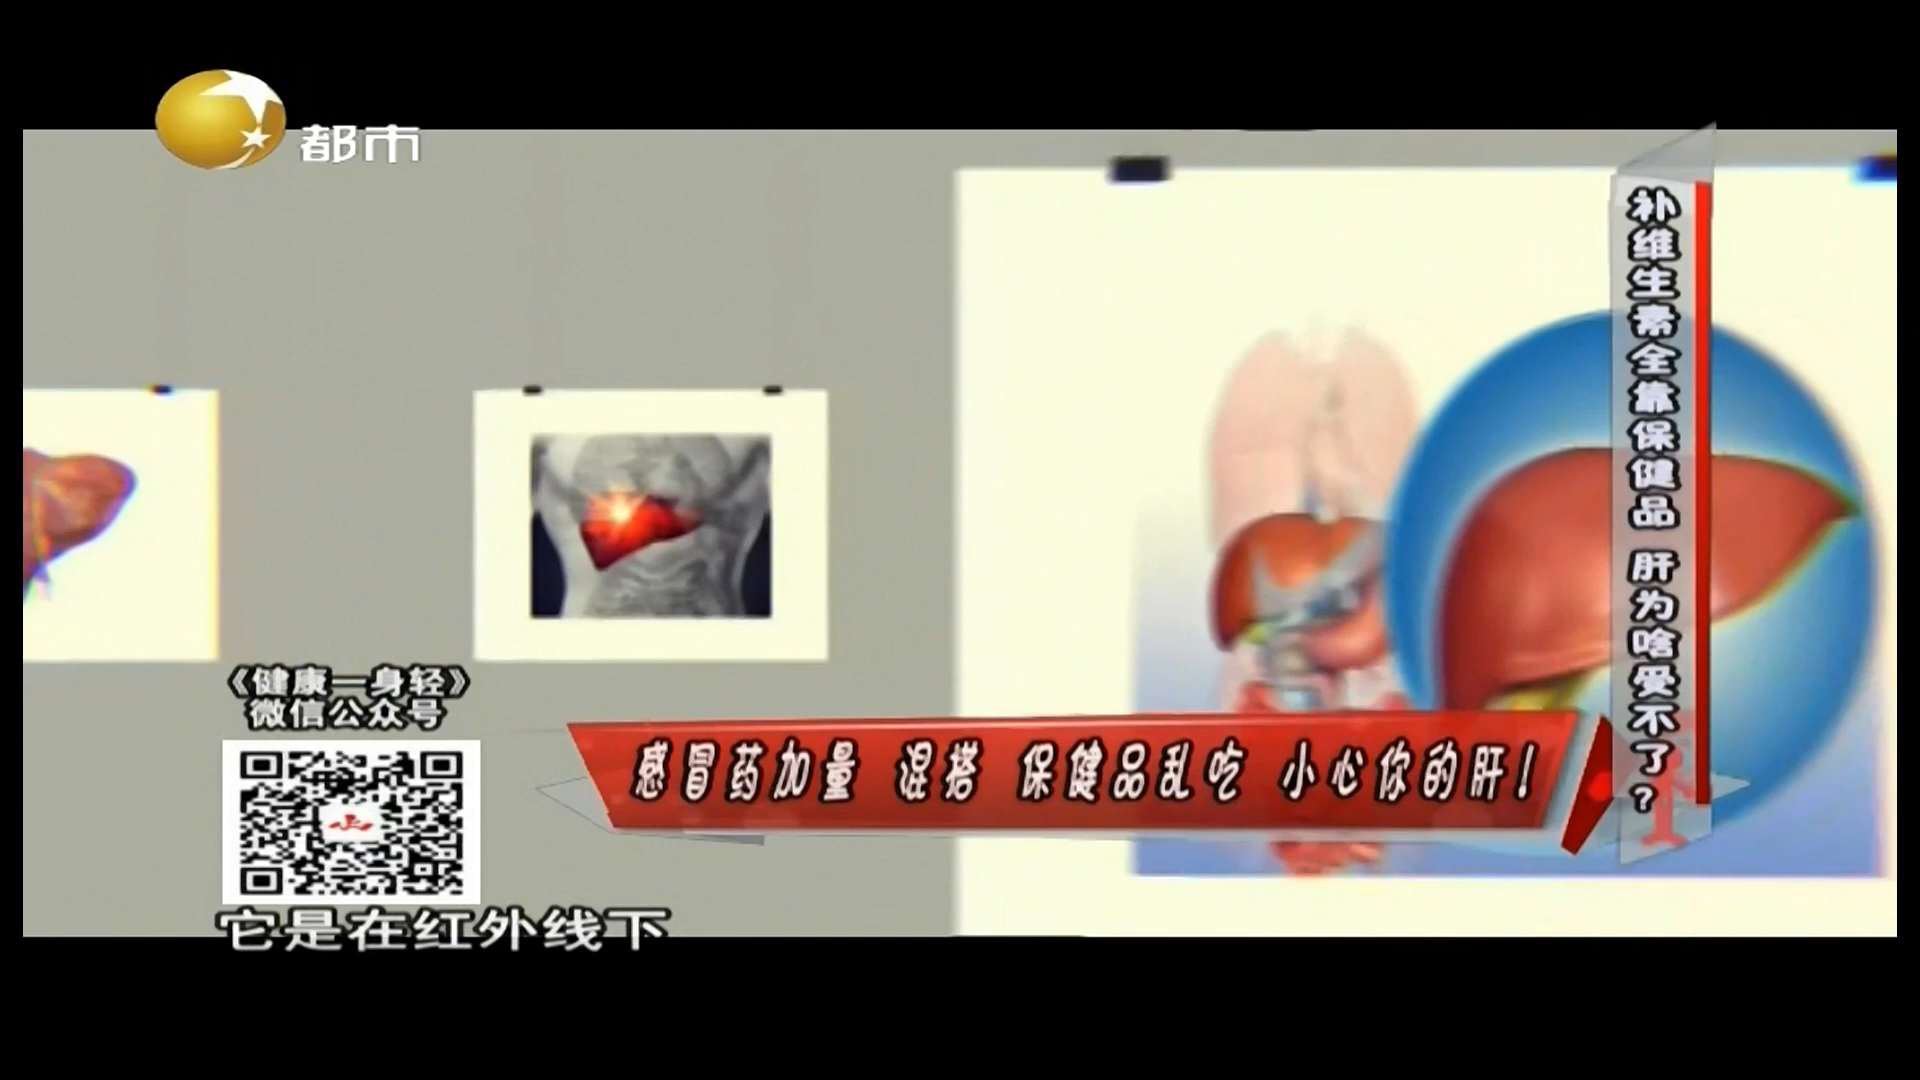 都市
补维生素全靠保健品 肝为啥受不了?
《健康一身轻》
微信公众号
感冒药加量 混搭 保健品乱吃 小心你的肝!
它是在红外线下